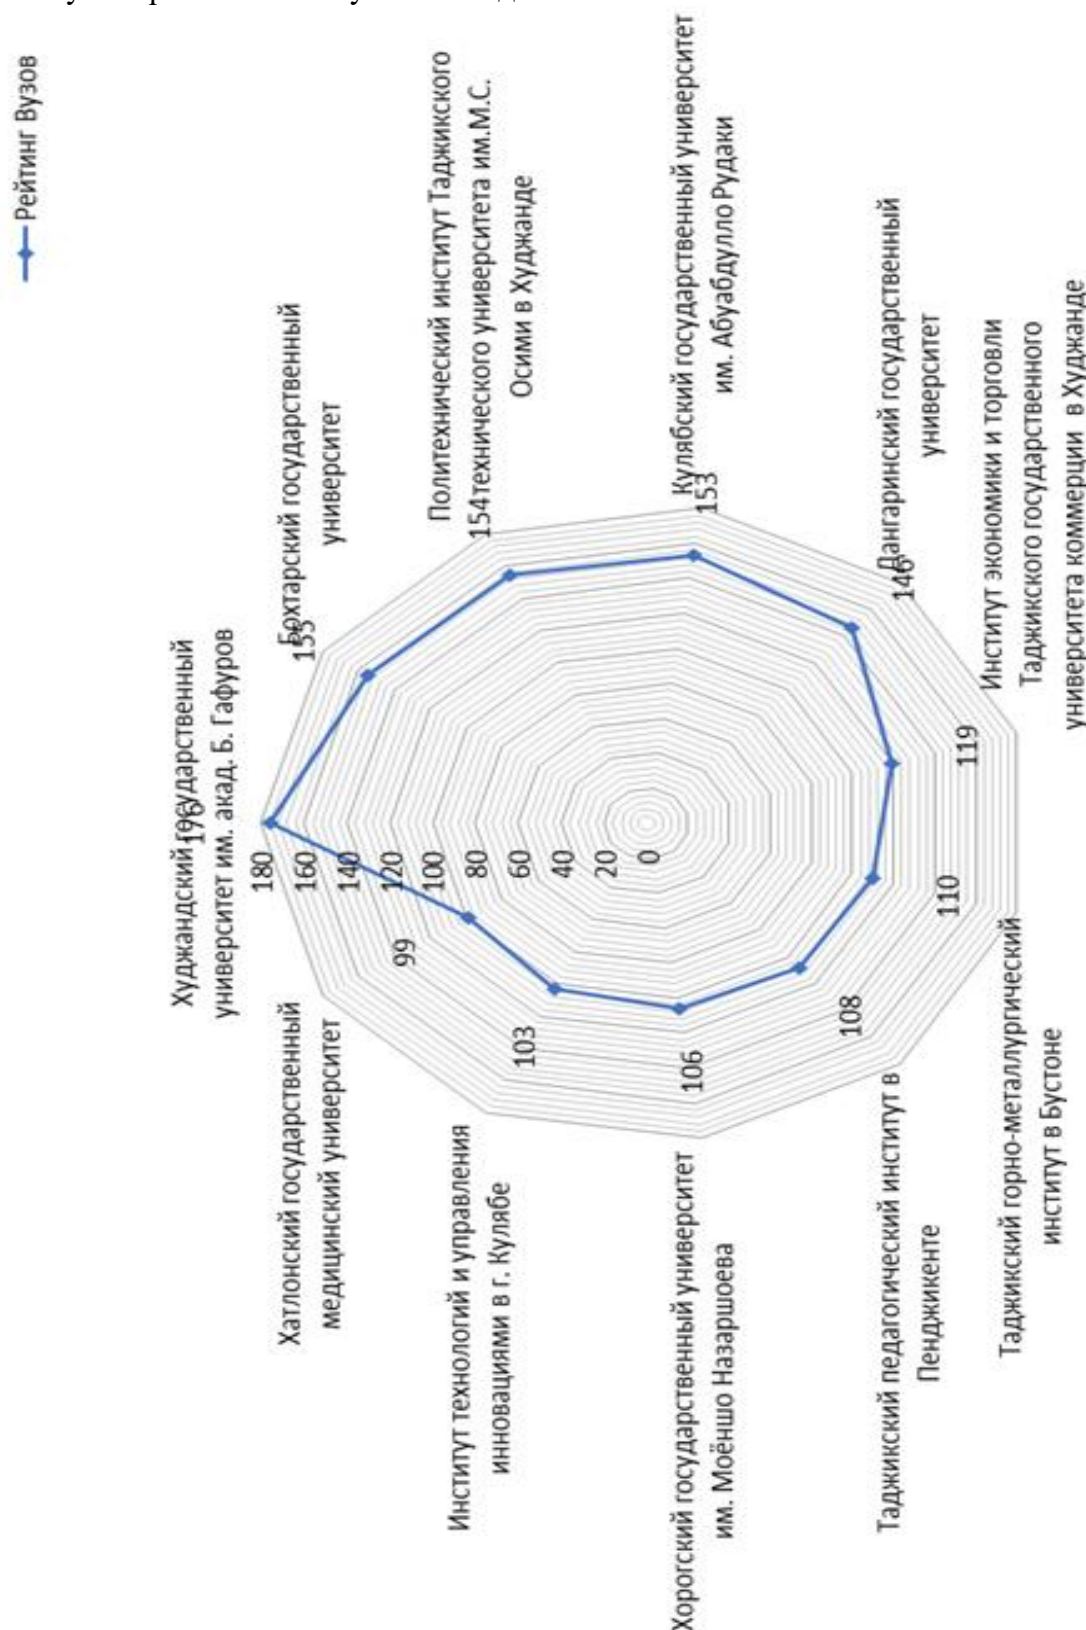 Рейтинг Вузов
Худжандский государственный
университет им. акад. Б. Гафуров
176
Бохтарский государственный
университет
155
Политехнический институт Таджикского
технического университета им.М.С.
Осими в Худжанде
154
Кулябский государственный университет
им. Абуабдулло Рудаки
153
Дангаринский государственный
университет
146
Институт экономики и торговли
Таджикского государственного
университета коммерции в Худжанде
119
Таджикский горно-металлургический
институт в Бустоне
110
Таджикский педагогический институт в
Пенджикенте
108
Хорогский государственный университет
им. Моёншо Назаршоева
106
Институт технологий и управления
инновациями в г. Кулябе
103
Хатлонский государственный
медицинский университет
99
180
160
140
120
100
80
60
40
20
0